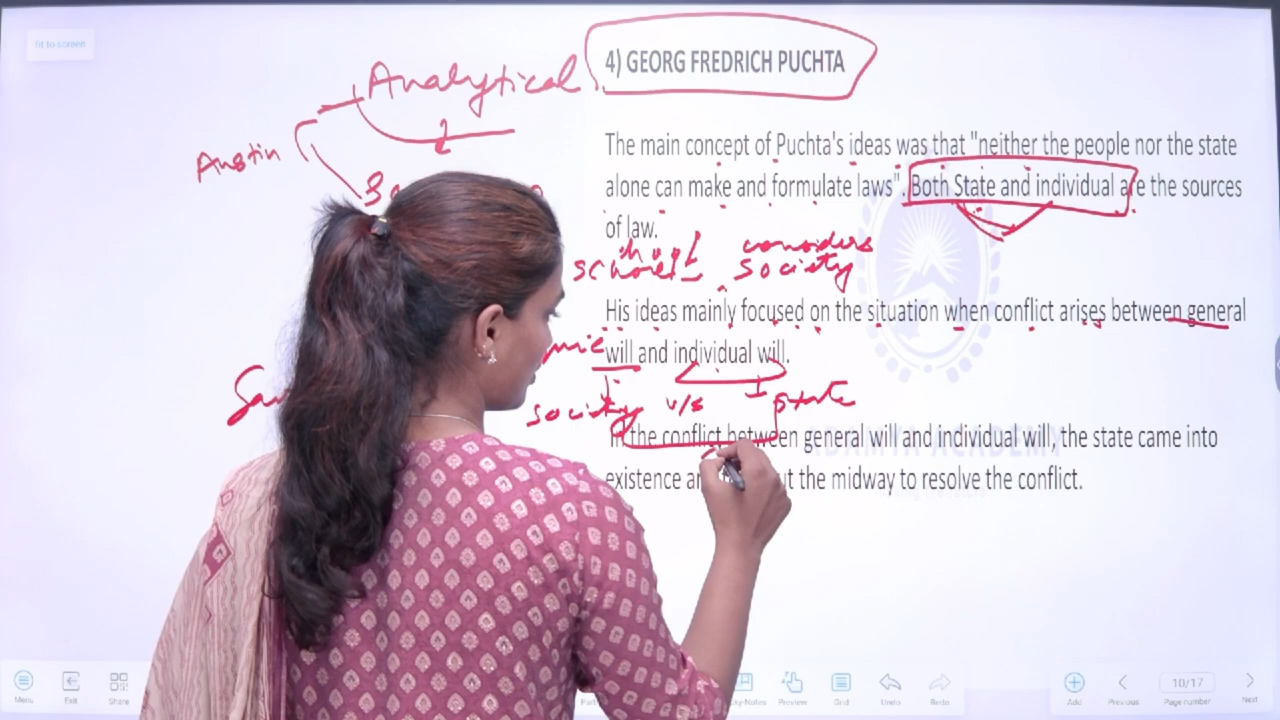 fit to screen
4) GEORG FREDRICH PUCHTA
Analytical
Austin
The main concept of Puchta's ideas was that "neither the people nor the state
alone can make and formulate laws". Both State and individual are the sources
of law.
considers
school society
His ideas mainly focused on the situation when conflict arises between general
will and individual will.
society v/s state
In the conflict between general will and individual will, the state came into
existence the midway to resolve the conflict.
ADAMYA ACADEMY
Menu Exit Share Preview Grid Undo Redo Add Previous 10/17 Page number Next